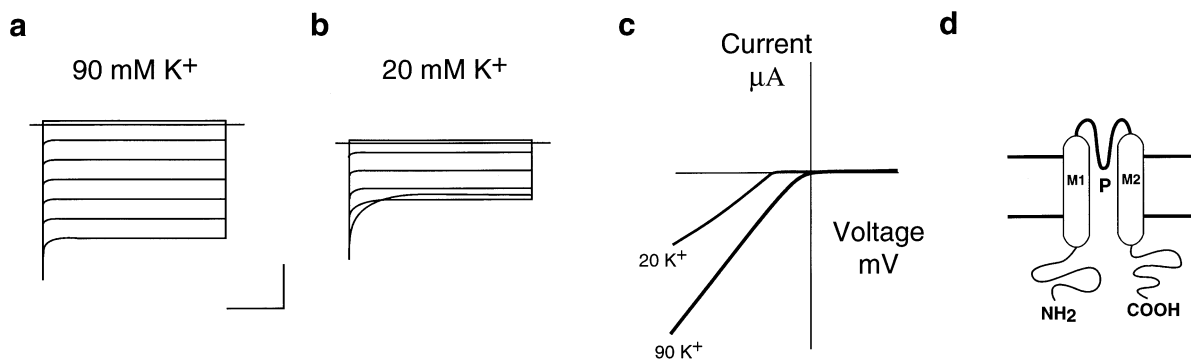 a
90 mM K+
b
20 mM K+
c
Current
µA
Voltage
mV
20 K+
90 K+
d
M1
P
M2
NH2
COOH